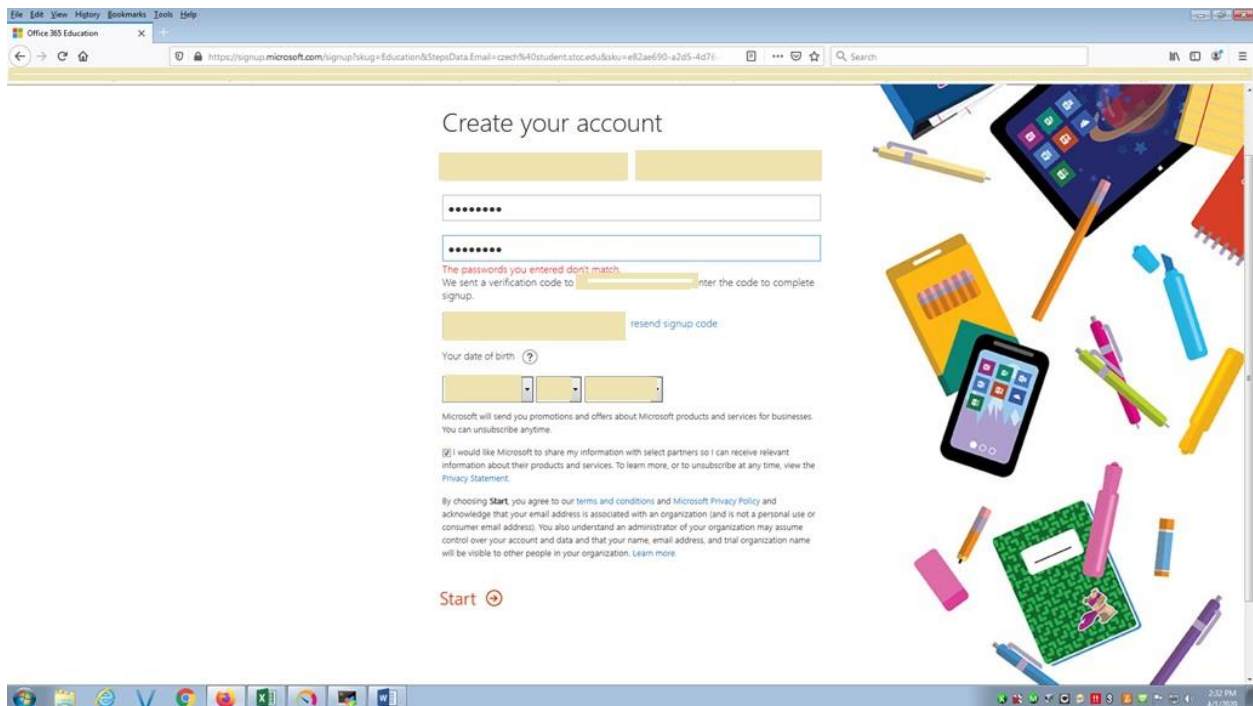 File Edit View History Bookmarks Tools Help
Office 365 Education
https://signup.microsoft.com/signup?skug=Education&StepsData.Email=czech%40student.stcc.edu&sku=e82ae690-a2d5-4d76-
Search
Create your account
The passwords you entered don't match.
We sent a verification code to nter the code to complete
signup.
resend signup code
Your date of birth ?
Microsoft will send you promotions and offers about Microsoft products and services for businesses.
You can unsubscribe anytime.
I would like Microsoft to share my information with select partners so I can receive relevant
information about their products and services. To learn more, or to unsubscribe at any time, view the
Privacy Statement.
By choosing Start, you agree to our terms and conditions and Microsoft Privacy Policy and
acknowledge that your email address is associated with an organization (and is not a personal use or
consumer email address). You also understand an administrator of your organization may assume
control over your account and data and that your name, email address, and trial organization name
will be visible to other people in your organization. Learn more.
Start
2:32 PM
4/1/2020